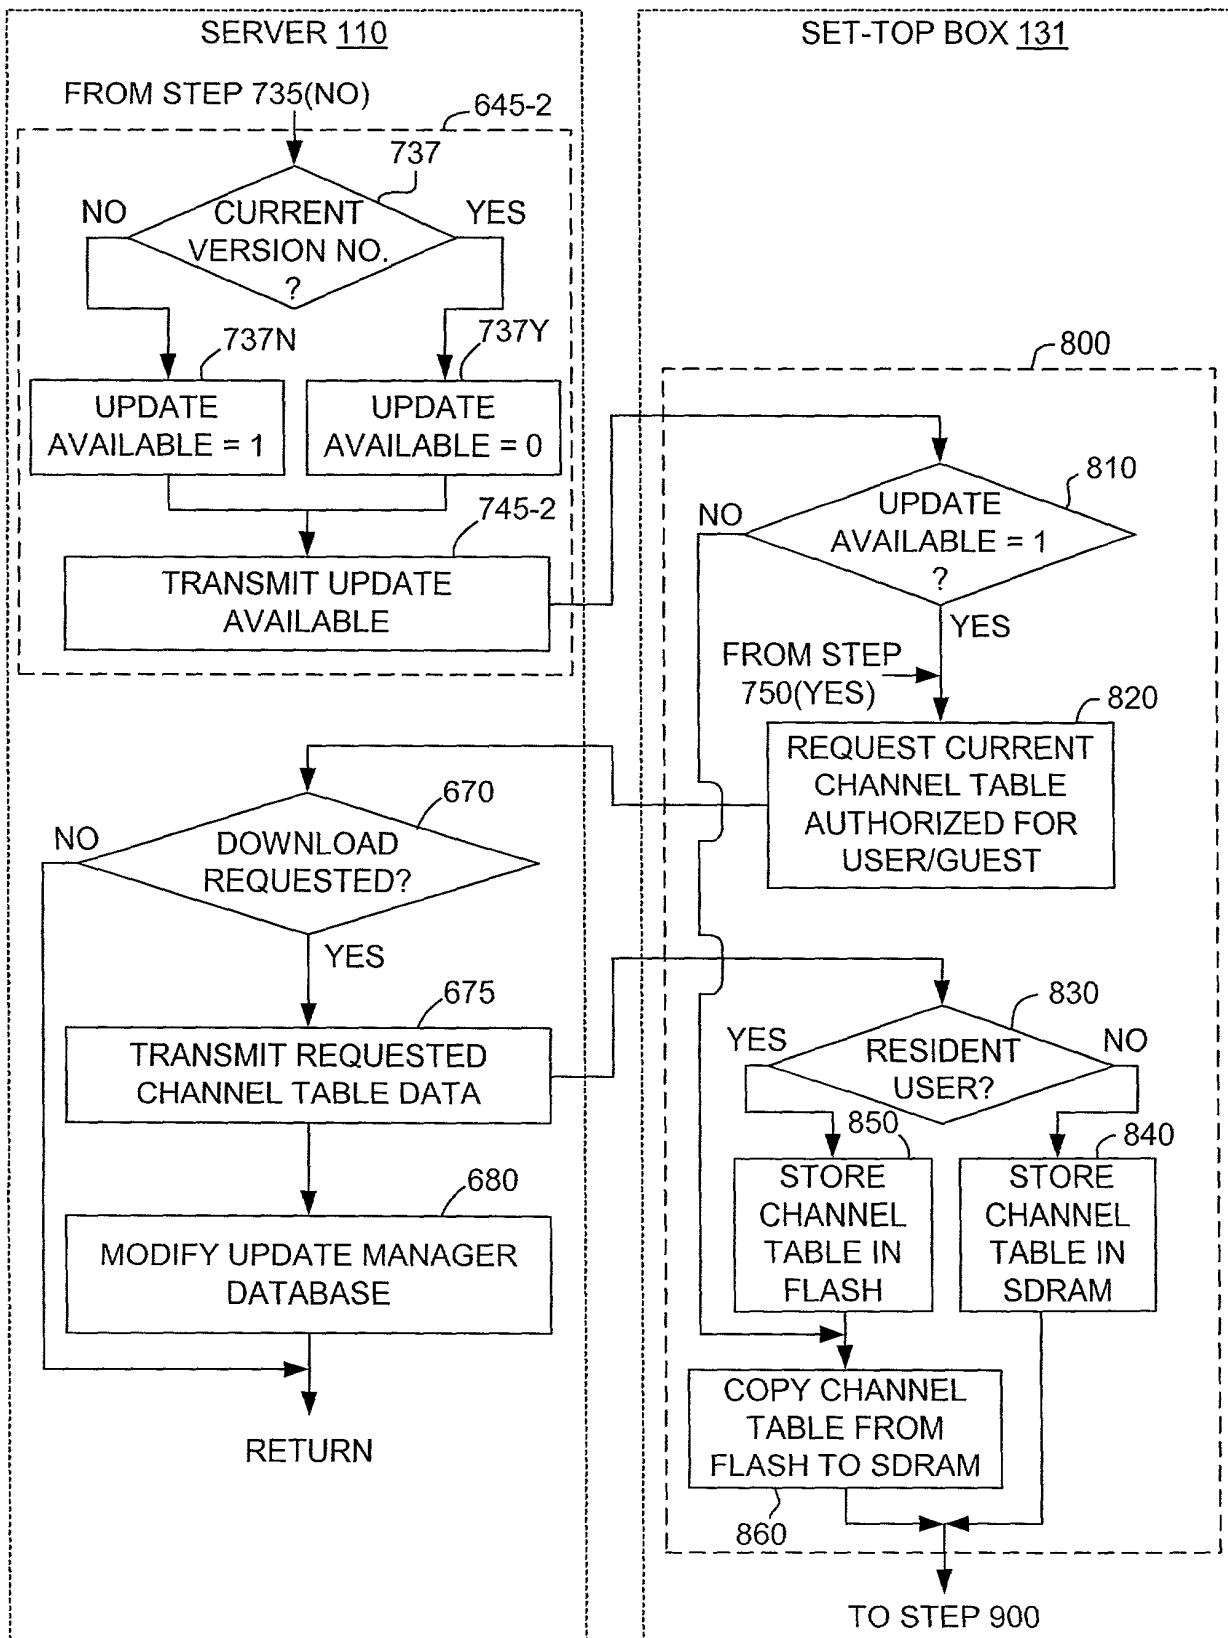 SERVER 110
FROM STEP 735(NO)
645-2
737
NO
YES
CURRENT
VERSION NO.
?
737N
737Y
UPDATE
AVAILABLE = 1
UPDATE
AVAILABLE = 0
745-2
TRANSMIT UPDATE
AVAILABLE
670
NO
DOWNLOAD
REQUESTED?
YES
675
TRANSMIT REQUESTED
CHANNEL TABLE DATA
680
MODIFY UPDATE MANAGER
DATABASE
RETURN
SET-TOP BOX 131
800
810
NO
UPDATE
AVAILABLE = 1
?
YES
FROM STEP
750(YES)
820
REQUEST CURRENT
CHANNEL TABLE
AUTHORIZED FOR
USER/GUEST
830
YES
NO
RESIDENT
USER?
850
840
STORE
CHANNEL
TABLE IN
FLASH
STORE
CHANNEL
TABLE IN
SDRAM
COPY CHANNEL
TABLE FROM
FLASH TO SDRAM
860
TO STEP 900